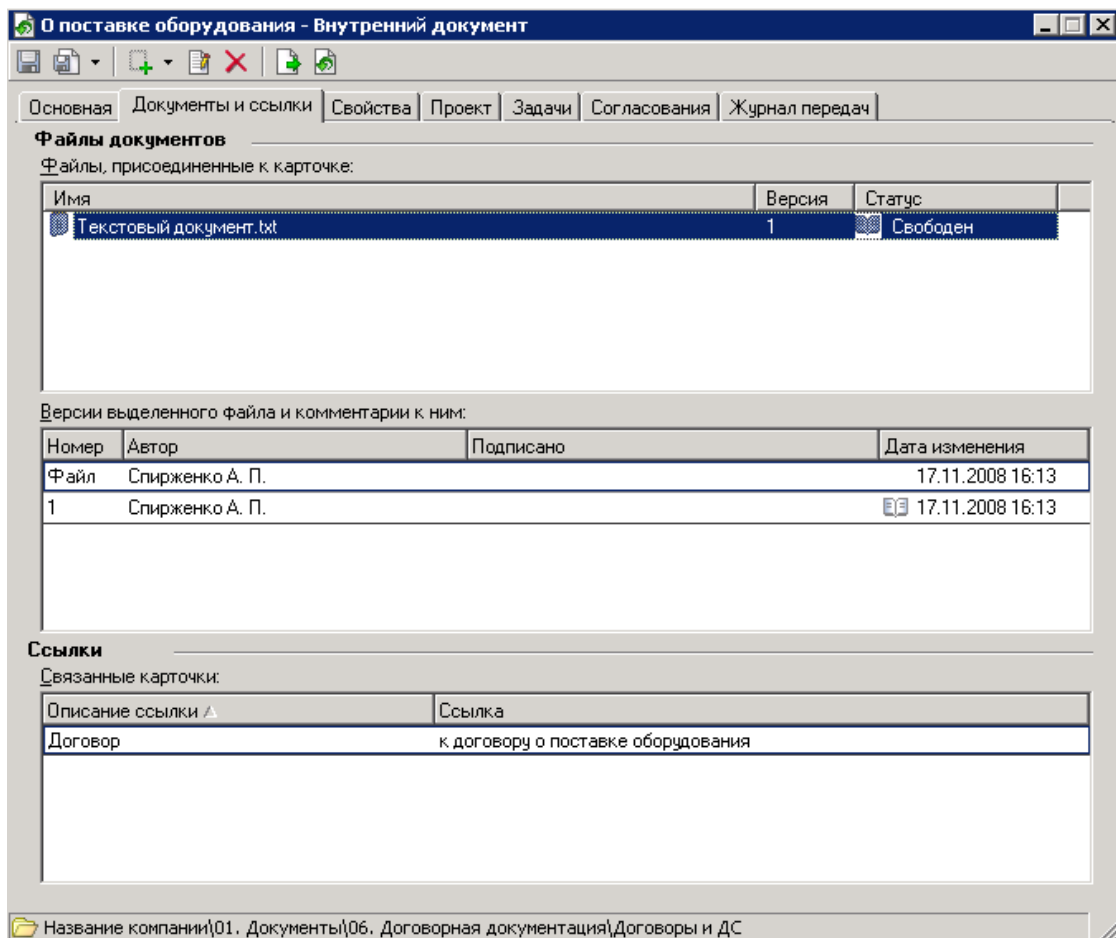 О поставке оборудования - Внутренний документ
Основная Документы и ссылки Свойства Проект Задачи Согласования Журнал передач
Файлы документов
Файлы, присоединенные к карточке:
Имя Версия Статус
Текстовый документ.txt 1 Свободен
Версии выделенного файла и комментарии к ним:
Номер Автор Подписано Дата изменения
Файл Спирженко А. П. 17.11.2008 16:13
1 Спирженко А. П. 17.11.2008 16:13
Ссылки
Связанные карточки:
Описание ссылки Ссылка
Договор к договору о поставке оборудования
Название компании\01. Документы\06. Договорная документация\Договоры и ДС